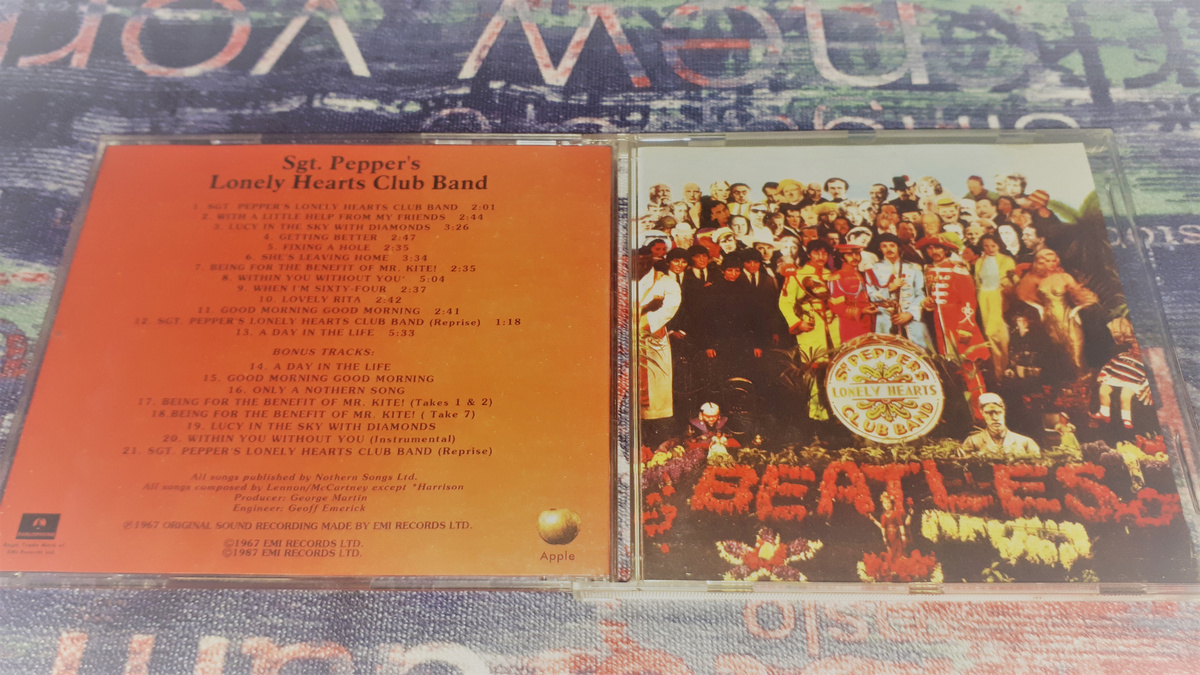 new yor
Sgt. Pepper's
Lonely Hearts Club Band
1. SGT. PEPPER'S LONELY HEARTS CLUB BAND 2:01
2. WITH A LITTLE HELP FROM MY FRIENDS 2:44
3. LUCY IN THE SKY WITH DIAMONDS 3:26
4. GETTING BETTER 2:47
5. FIXING A HOLE 2:35
6. SHE'S LEAVING HOME 3:34
7. BEING FOR THE BENEFIT OF MR. KITE! 2:35
8. WITHIN YOU WITHOUT YOU* 5:04
9. WHEN I'M SIXTY-FOUR 2:37
10. LOVELY RITA 2:42
11. GOOD MORNING GOOD MORNING 2:41
12. SGT. PEPPER'S LONELY HEARTS CLUB BAND (Reprise) 1:18
13. A DAY IN THE LIFE 5:33
BONUS TRACKS:
14. A DAY IN THE LIFE
15. GOOD MORNING GOOD MORNING
16. ONLY A NOTHERN SONG
17. BEING FOR THE BENEFIT OF MR. KITE! (Takes 1 & 2)
18.BEING FOR THE BENEFIT OF MR. KITE! ( Take 7)
19. LUCY IN THE SKY WITH DIAMONDS
20. WITHIN YOU WITHOUT YOU (Instrumental)
21. SGT. PEPPER'S LONELY HEARTS CLUB BAND (Reprise)
All songs published by Nothern Songs Ltd.
All songs composed by Lennon/McCartney except *Harrison
Producer: George Martin
Engineer: Geoff Emerick
℗1967 ORIGINAL SOUND RECORDING MADE BY EMI RECORDS LTD.
©1967 EMI RECORDS LTD.
©1987 EMI RECORDS LTD.
Apple
SGT. PEPPERS
LONELY HEARTS
CLUB BAND
BEATLES